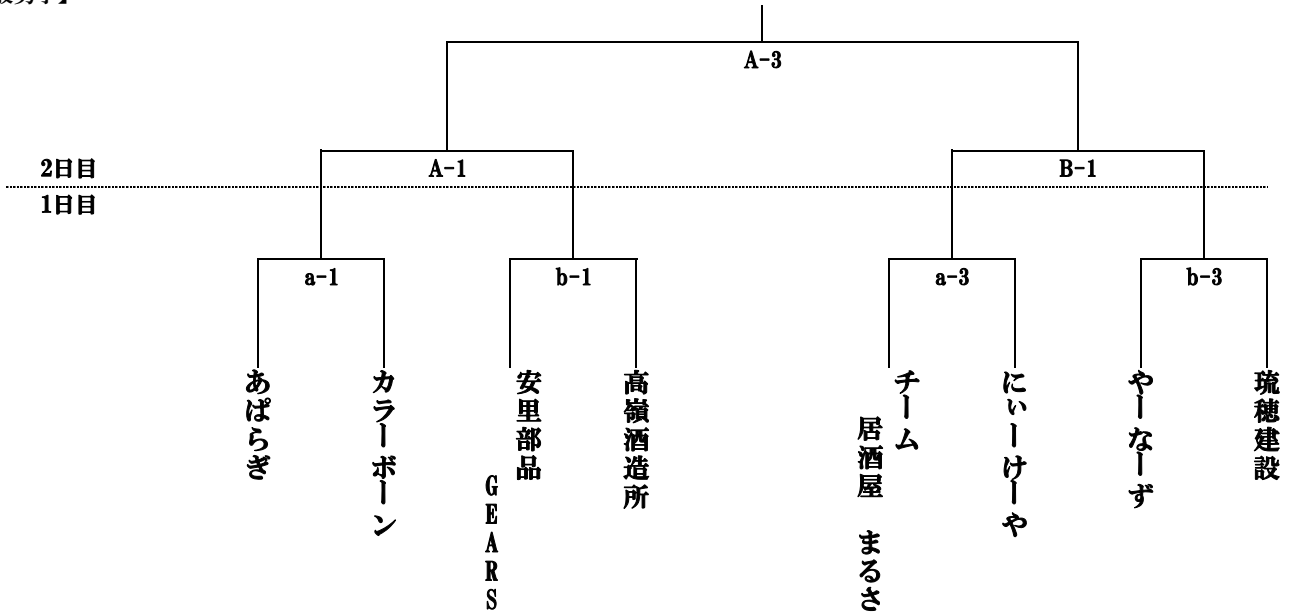 A-3
2日目
A-1
B-1
1日目
a-1
b-1
a-3
b-3
あぱらぎ
カラーボーン
安里部品
GEARS
高嶺酒造所
チーム
居酒屋 まるさ
にぃーけーや
やーなーず
琉穂建設